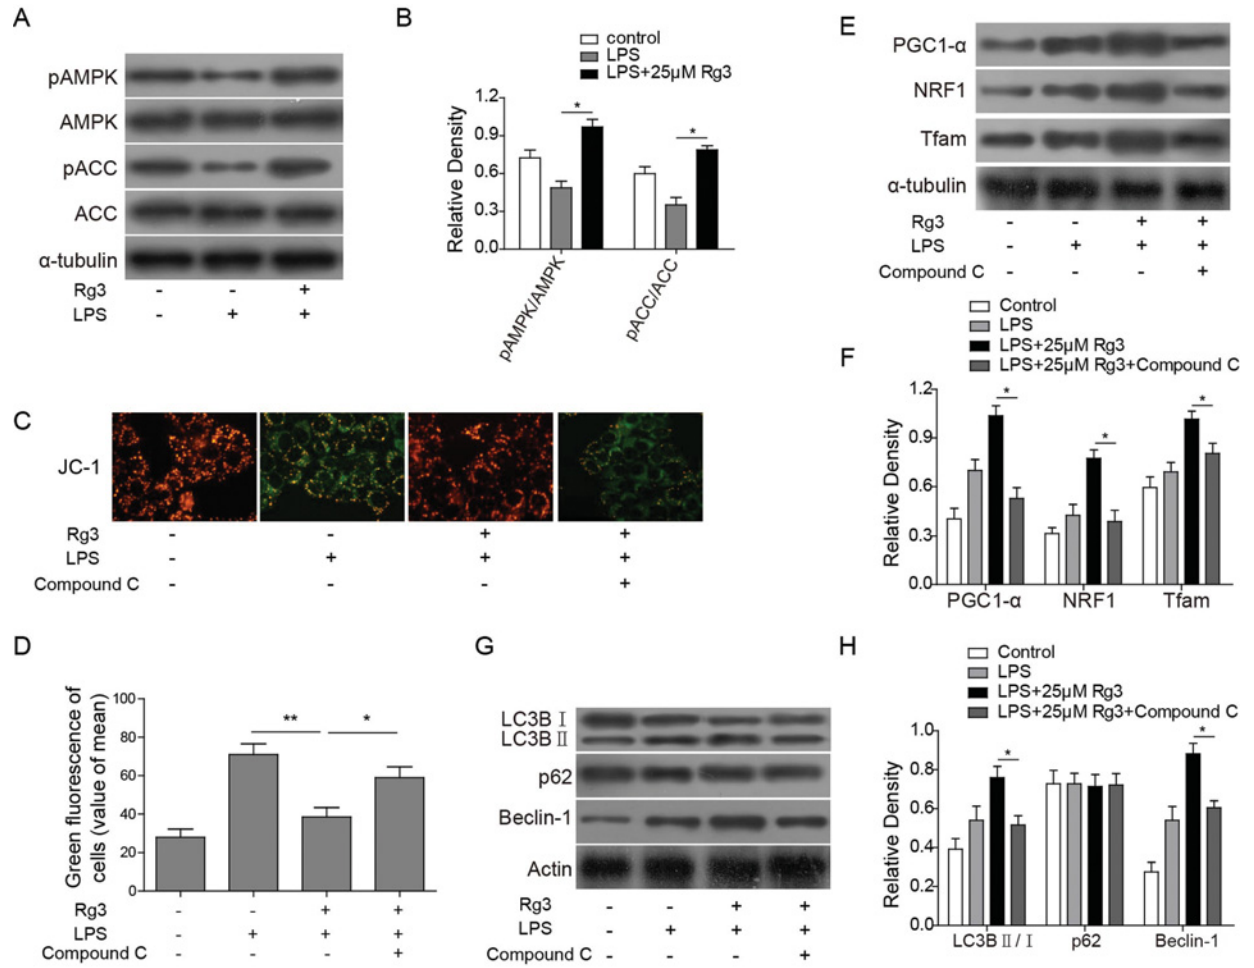 A
pAMPK
AMPK
pACC
ACC
α-tubulin
Rg3 - - +
LPS - + +
B
control
LPS
LPS+25μM Rg3
Relative Density
1.2
0.9
0.6
0.3
0.0
* *
pAMPK/AMPK
pACC/ACC
C
JC-1
Rg3 - - + +
LPS - + + +
Compound C - - - +
D
Green fluorescence of
cells (value of mean)
100
80
60
40
20
0
** *
Rg3 - - + +
LPS - + + +
Compound C - - - +
E
PGC1-α
NRF1
Tfam
α-tubulin
Rg3 - - + +
LPS - + + +
Compound C - - - +
F
Control
LPS
LPS+25μM Rg3
LPS+25μM Rg3+Compound C
Relative Density
1.2
0.9
0.6
0.3
0.0
* * *
PGC1-α NRF1 Tfam
G
LC3B Ⅰ
LC3B Ⅱ
p62
Beclin-1
Actin
Rg3 - - + +
LPS - + + +
Compound C - - - +
H
Control
LPS
LPS+25μM Rg3
LPS+25μM Rg3+Compound C
Relative Density
1.0
0.8
0.6
0.4
0.2
0.0
* *
LC3B Ⅱ / Ⅰ p62 Beclin-1